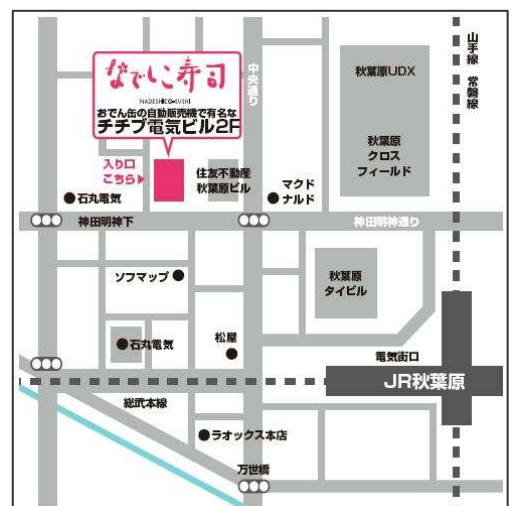 なでしこ寿司
NADESHICO-SUSHI
おでん缶の自動販売機で有名な
チチブ電気ビル2F
中央通り
山手線 常磐線
秋葉原UDX
秋葉原
クロス
フィールド
入り口
こちら▶
住友不動産
秋葉原ビル
マクド
ナルド
石丸電気
神田明神下
神田明神通り
ソフマップ
秋葉原
タイビル
石丸電気
松屋
電気街口
JR秋葉原
総武本線
ラオックス本店
万世橋